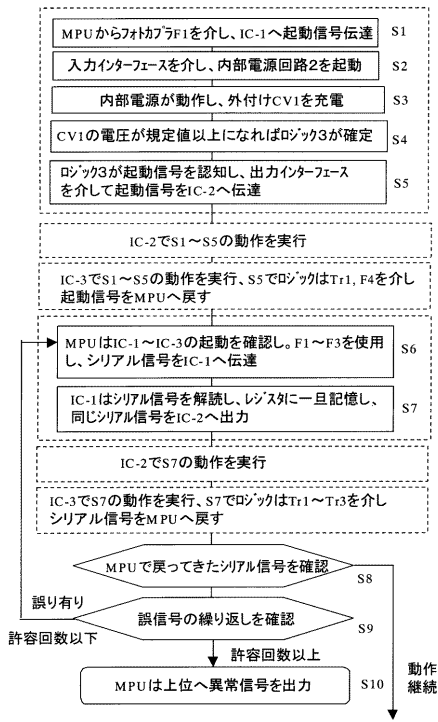 MPUからフォトカプラF1を介し、IC-1へ起動信号伝達
S1
入力インターフェースを介し、内部電源回路2を起動
S2
内部電源が動作し、外付けCV1を充電
S3
CV1の電圧が規定値以上になればロジック3が確定
S4
ロジック3が起動信号を認知し、出力インターフェース
を介して起動信号をIC-2へ伝達
S5
IC-2でS1～S5の動作を実行
IC-3でS1～S5の動作を実行、S5でロジックはTr1, F4を介し
起動信号をMPUへ戻す
MPUはIC-1～IC-3の起動を確認し。F1～F3を使用
し、シリアル信号をIC-1へ伝達
S6
IC-1はシリアル信号を解読し、レジスタに一旦記憶し、
同じシリアル信号をIC-2へ出力
S7
IC-2でS7の動作を実行
IC-3でS7の動作を実行、S7でロジックはTr1～Tr3を介し
シリアル信号をMPUへ戻す
MPUで戻ってきたシリアル信号を確認
S8
誤り有り
誤信号の繰り返しを確認
S9
許容回数以下
許容回数以上
MPUは上位へ異常信号を出力
S10
動作
継続